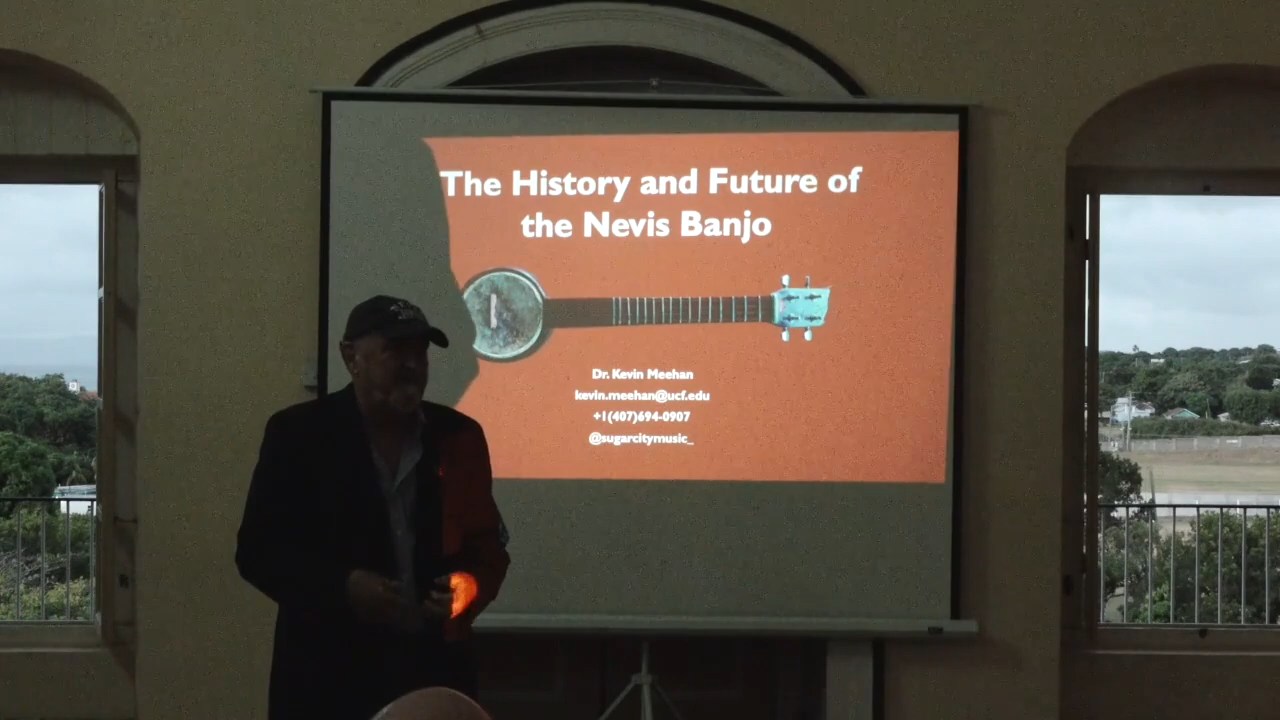 The History and Future of
the Nevis Banjo
Dr. Kevin Meehan
kevin.meehan@ucf.edu
+1(407)694-0907
@sugarcitymusic_